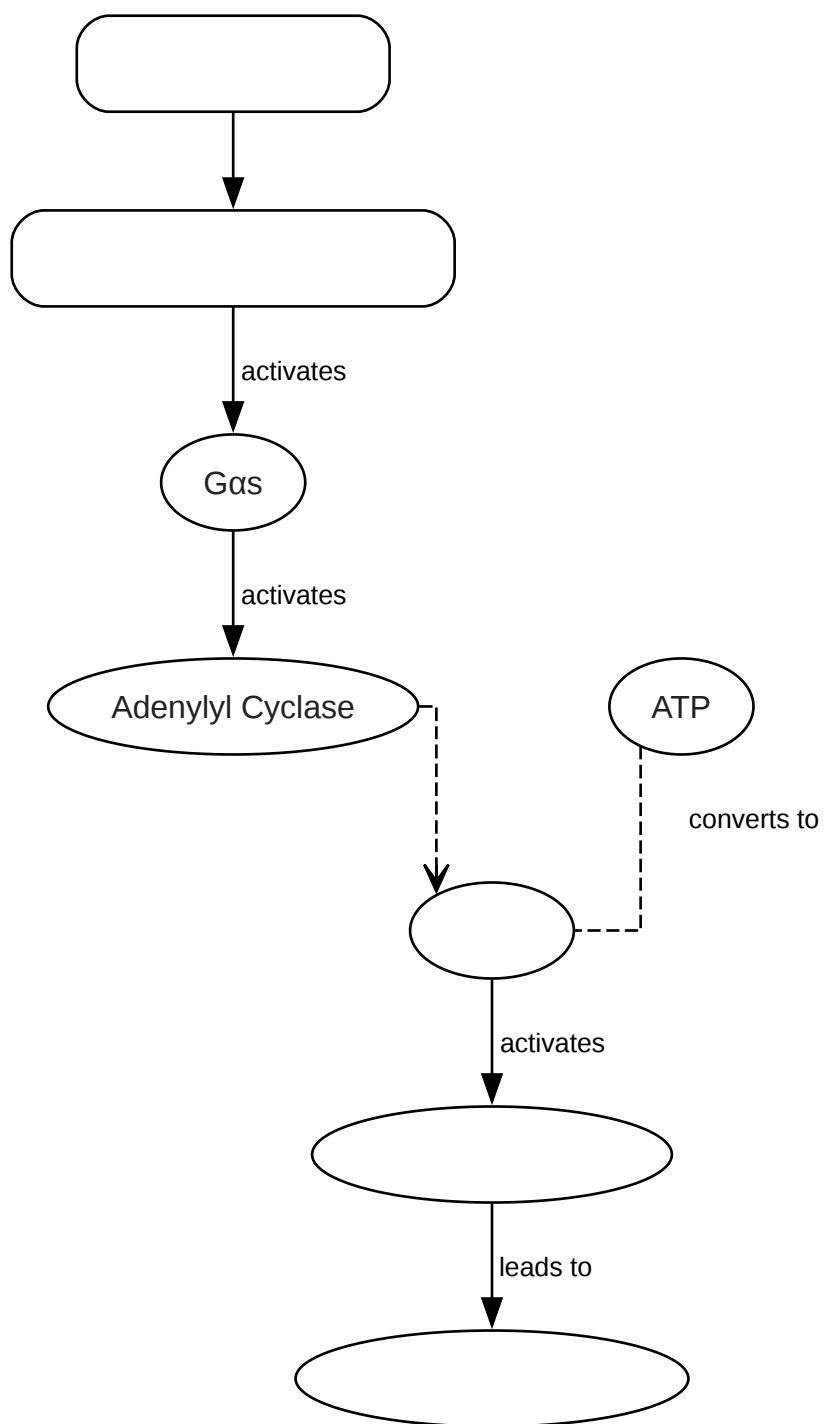 activates
Gαs
activates
Adenylyl Cyclase
ATP
converts to
activates
leads to